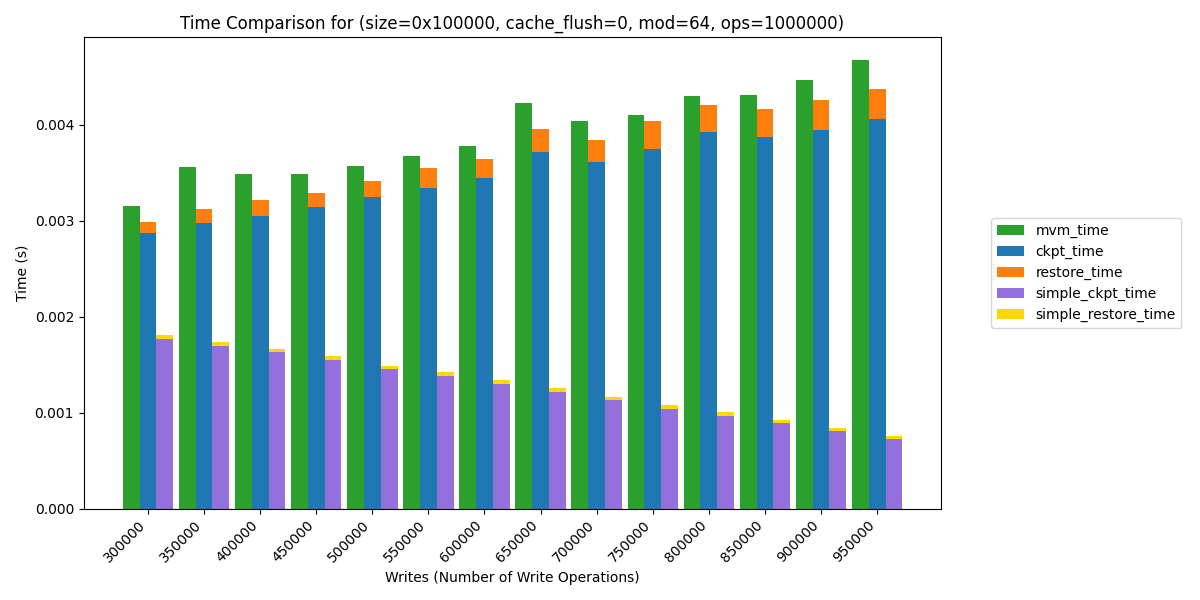 Time Comparison for (size=0x100000, cache_flush=0, mod=64, ops=1000000)
Time (s)
0.004
0.003
0.002
0.001
0.000
300000
350000
400000
450000
500000
550000
600000
650000
700000
750000
800000
850000
900000
950000
Writes (Number of Write Operations)
mvm_time
ckpt_time
restore_time
simple_ckpt_time
simple_restore_time